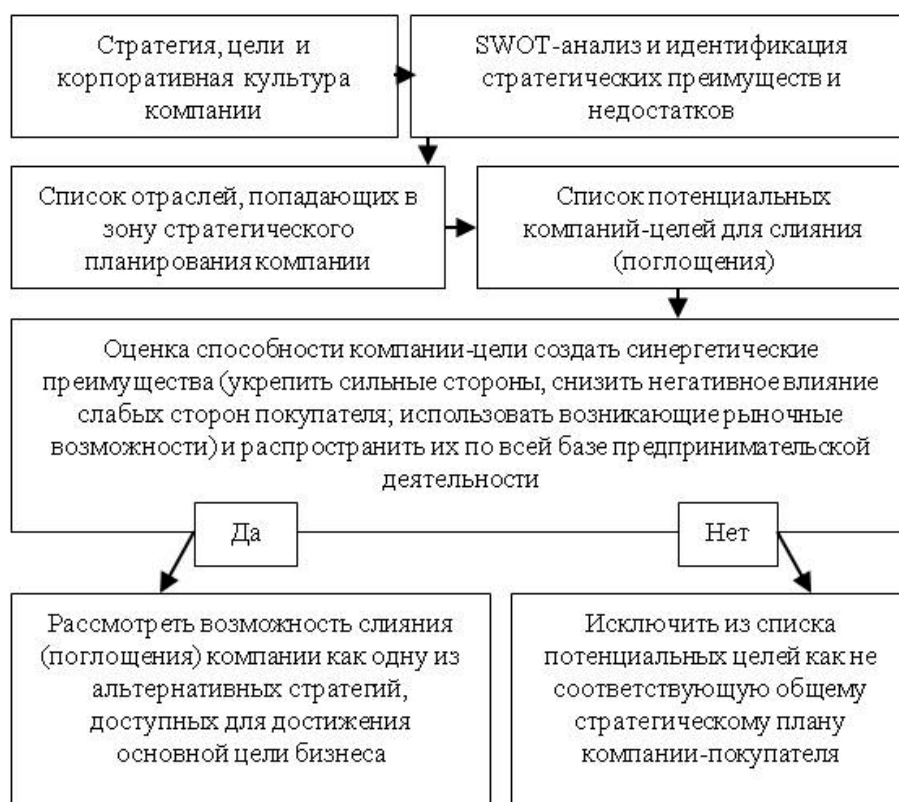 Стратегия, цели и
корпоративная культура
компании
SWOT-анализ и идентификация
стратегических преимуществ и
недостатков
Список отраслей, попадающих в
зону стратегического
планирования компании
Список потенциальных
компаний-целей для слияния
(поглощения)
Оценка способности компании-цели создать синергетические
преимущества (укрепить сильные стороны, снизить негативное влияние
слабых сторон покупателя; использовать возникающие рыночные
возможности) и распространить их по всей базе предпринимательской
деятельности
Да
Нет
Рассмотреть возможность слияния
(поглощения) компании как одну из
альтернативных стратегий,
доступных для достижения
основной цели бизнеса
Исключить из списка
потенциальных целей как не
соответствующую общему
стратегическому плану
компании-покупателя